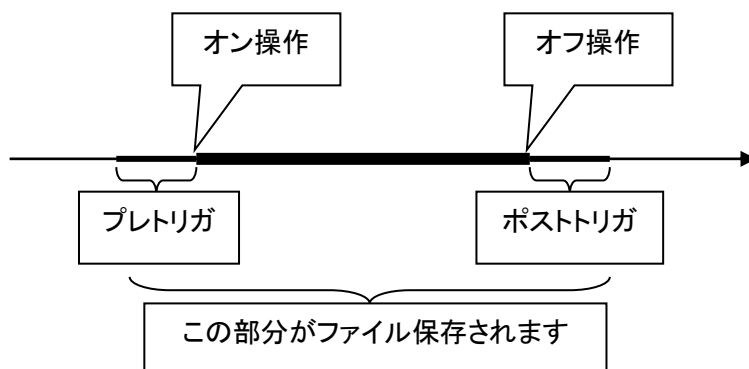 オン操作
オフ操作
プレトリガ
ポストトリガ
この部分がファイル保存されます